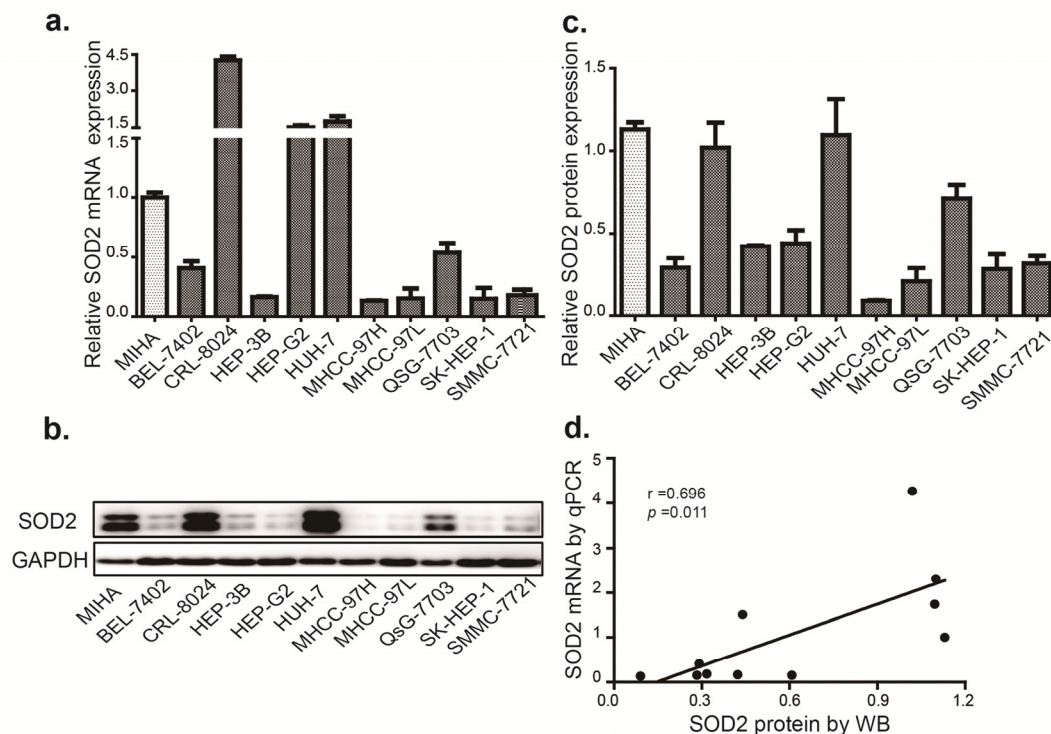 a.
Relative SOD2 mRNA expression
4.5
3.0
1.5
1.5
1.0
0.5
0.0
MIHA
BEL-7402
CRL-8024
HEP-3B
HEP-G2
HUH-7
MHCC-97H
MHCC-97L
QSG-7703
SK-HEP-1
SMMC-7721
c.
Relative SOD2 protein expression
1.5
1.0
0.5
0.0
MIHA
BEL-7402
CRL-8024
HEP-3B
HEP-G2
HUH-7
MHCC-97H
MHCC-97L
QSG-7703
SK-HEP-1
SMMC-7721
b.
SOD2
GAPDH
MIHA
BEL-7402
CRL-8024
HEP-3B
HEP-G2
HUH-7
MHCC-97H
MHCC-97L
QsG-7703
SK-HEP-1
SMMC-7721
d.
SOD2 mRNA by qPCR
5
4
3
2
1
0
r =0.696
p =0.011
0.0
0.3
0.6
0.9
1.2
SOD2 protein by WB